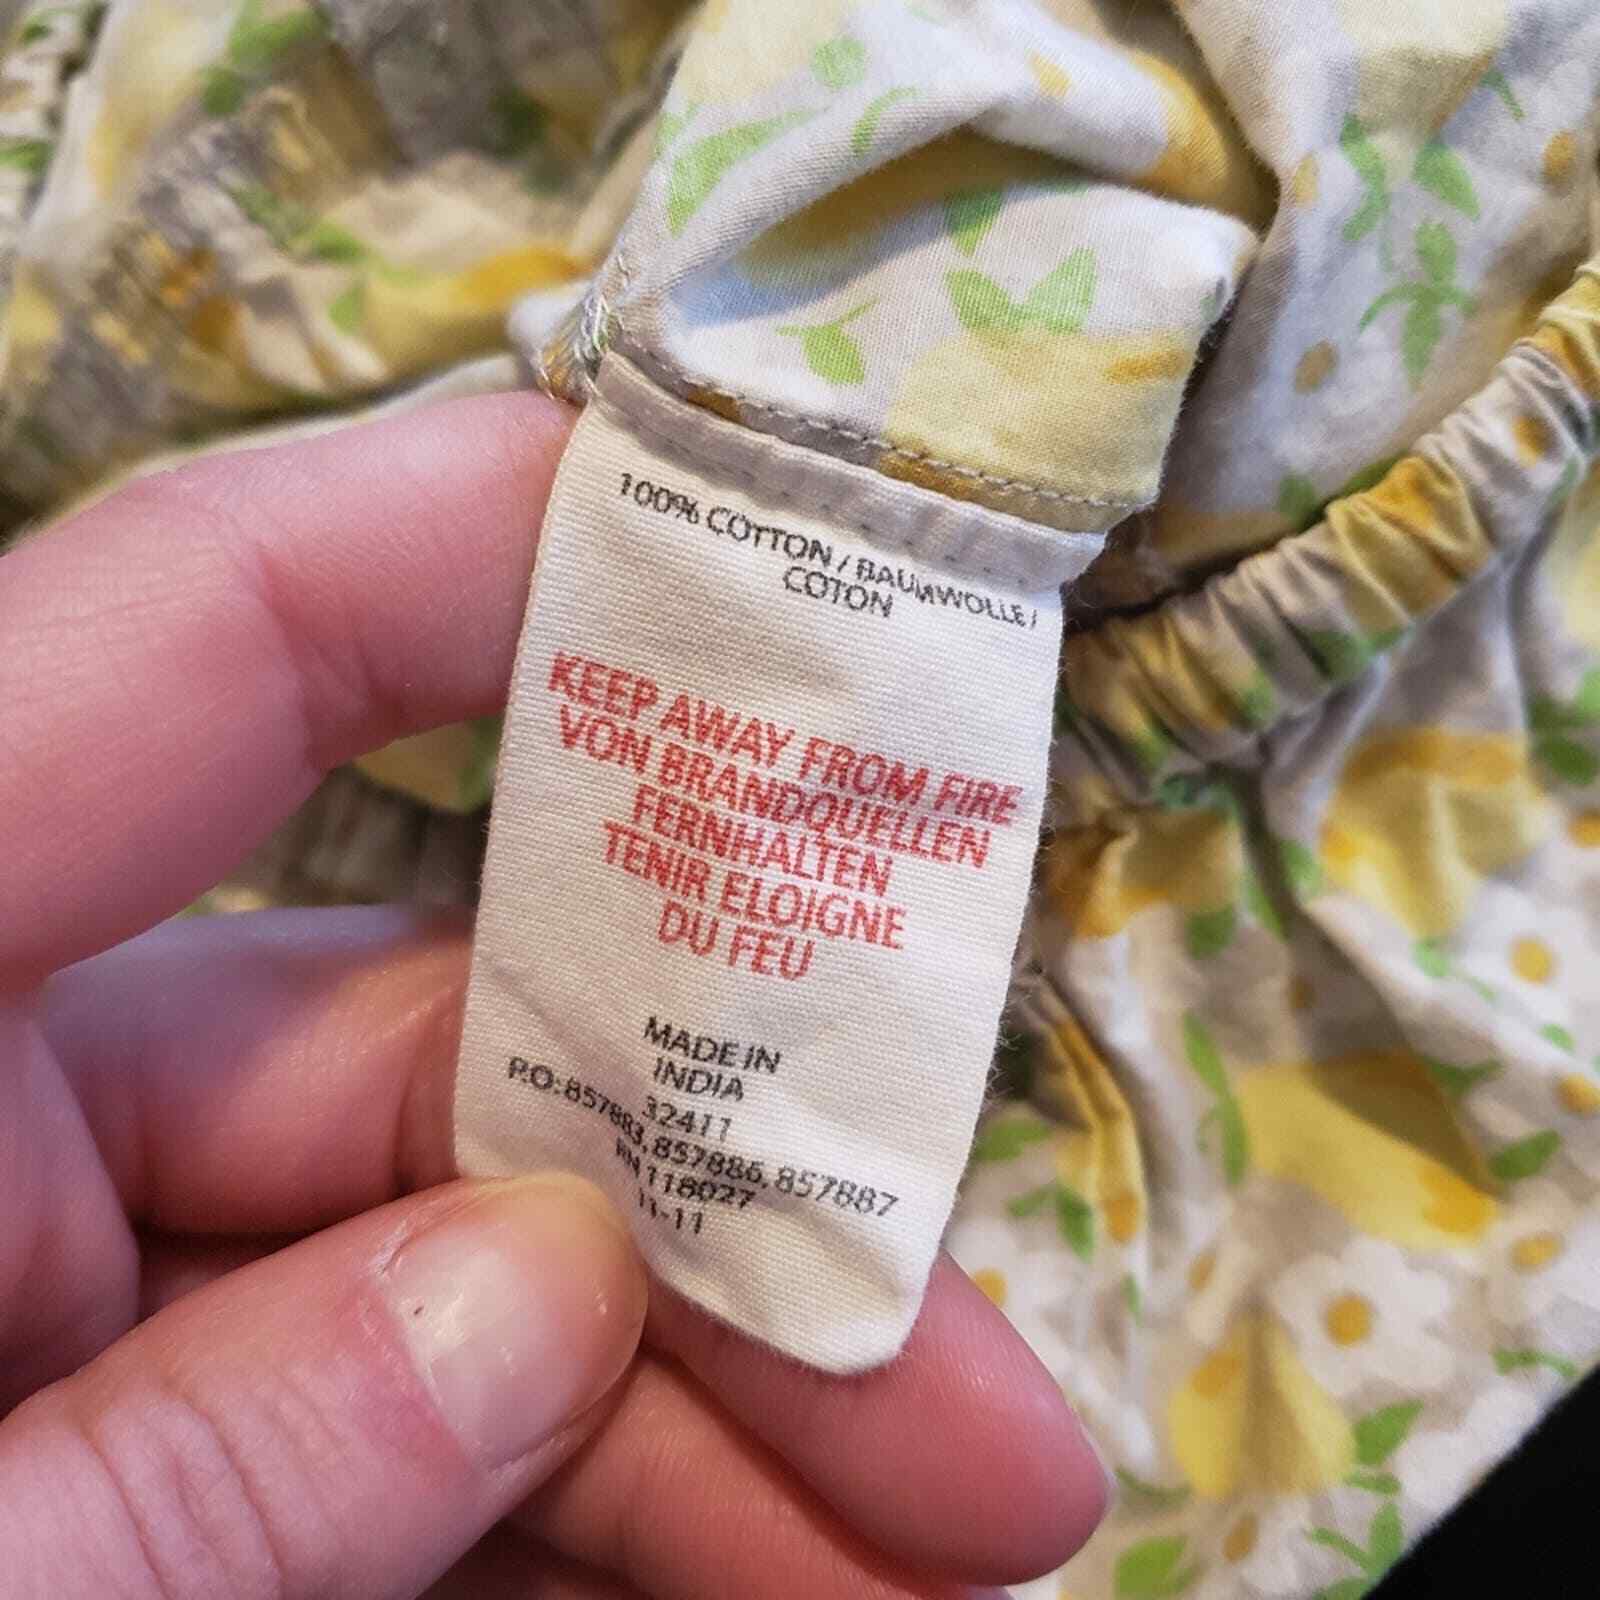 100% COTTON / BAUMWOLLE /
COTON
KEEP AWAY FROM FIRE
VON BRANDQUELLEN
FERNHALTEN
TENIR ELOIGNE
DU FEU
MADE IN
INDIA
32411
P.O: 857883, 857886, 857887
RN 118027
11-11